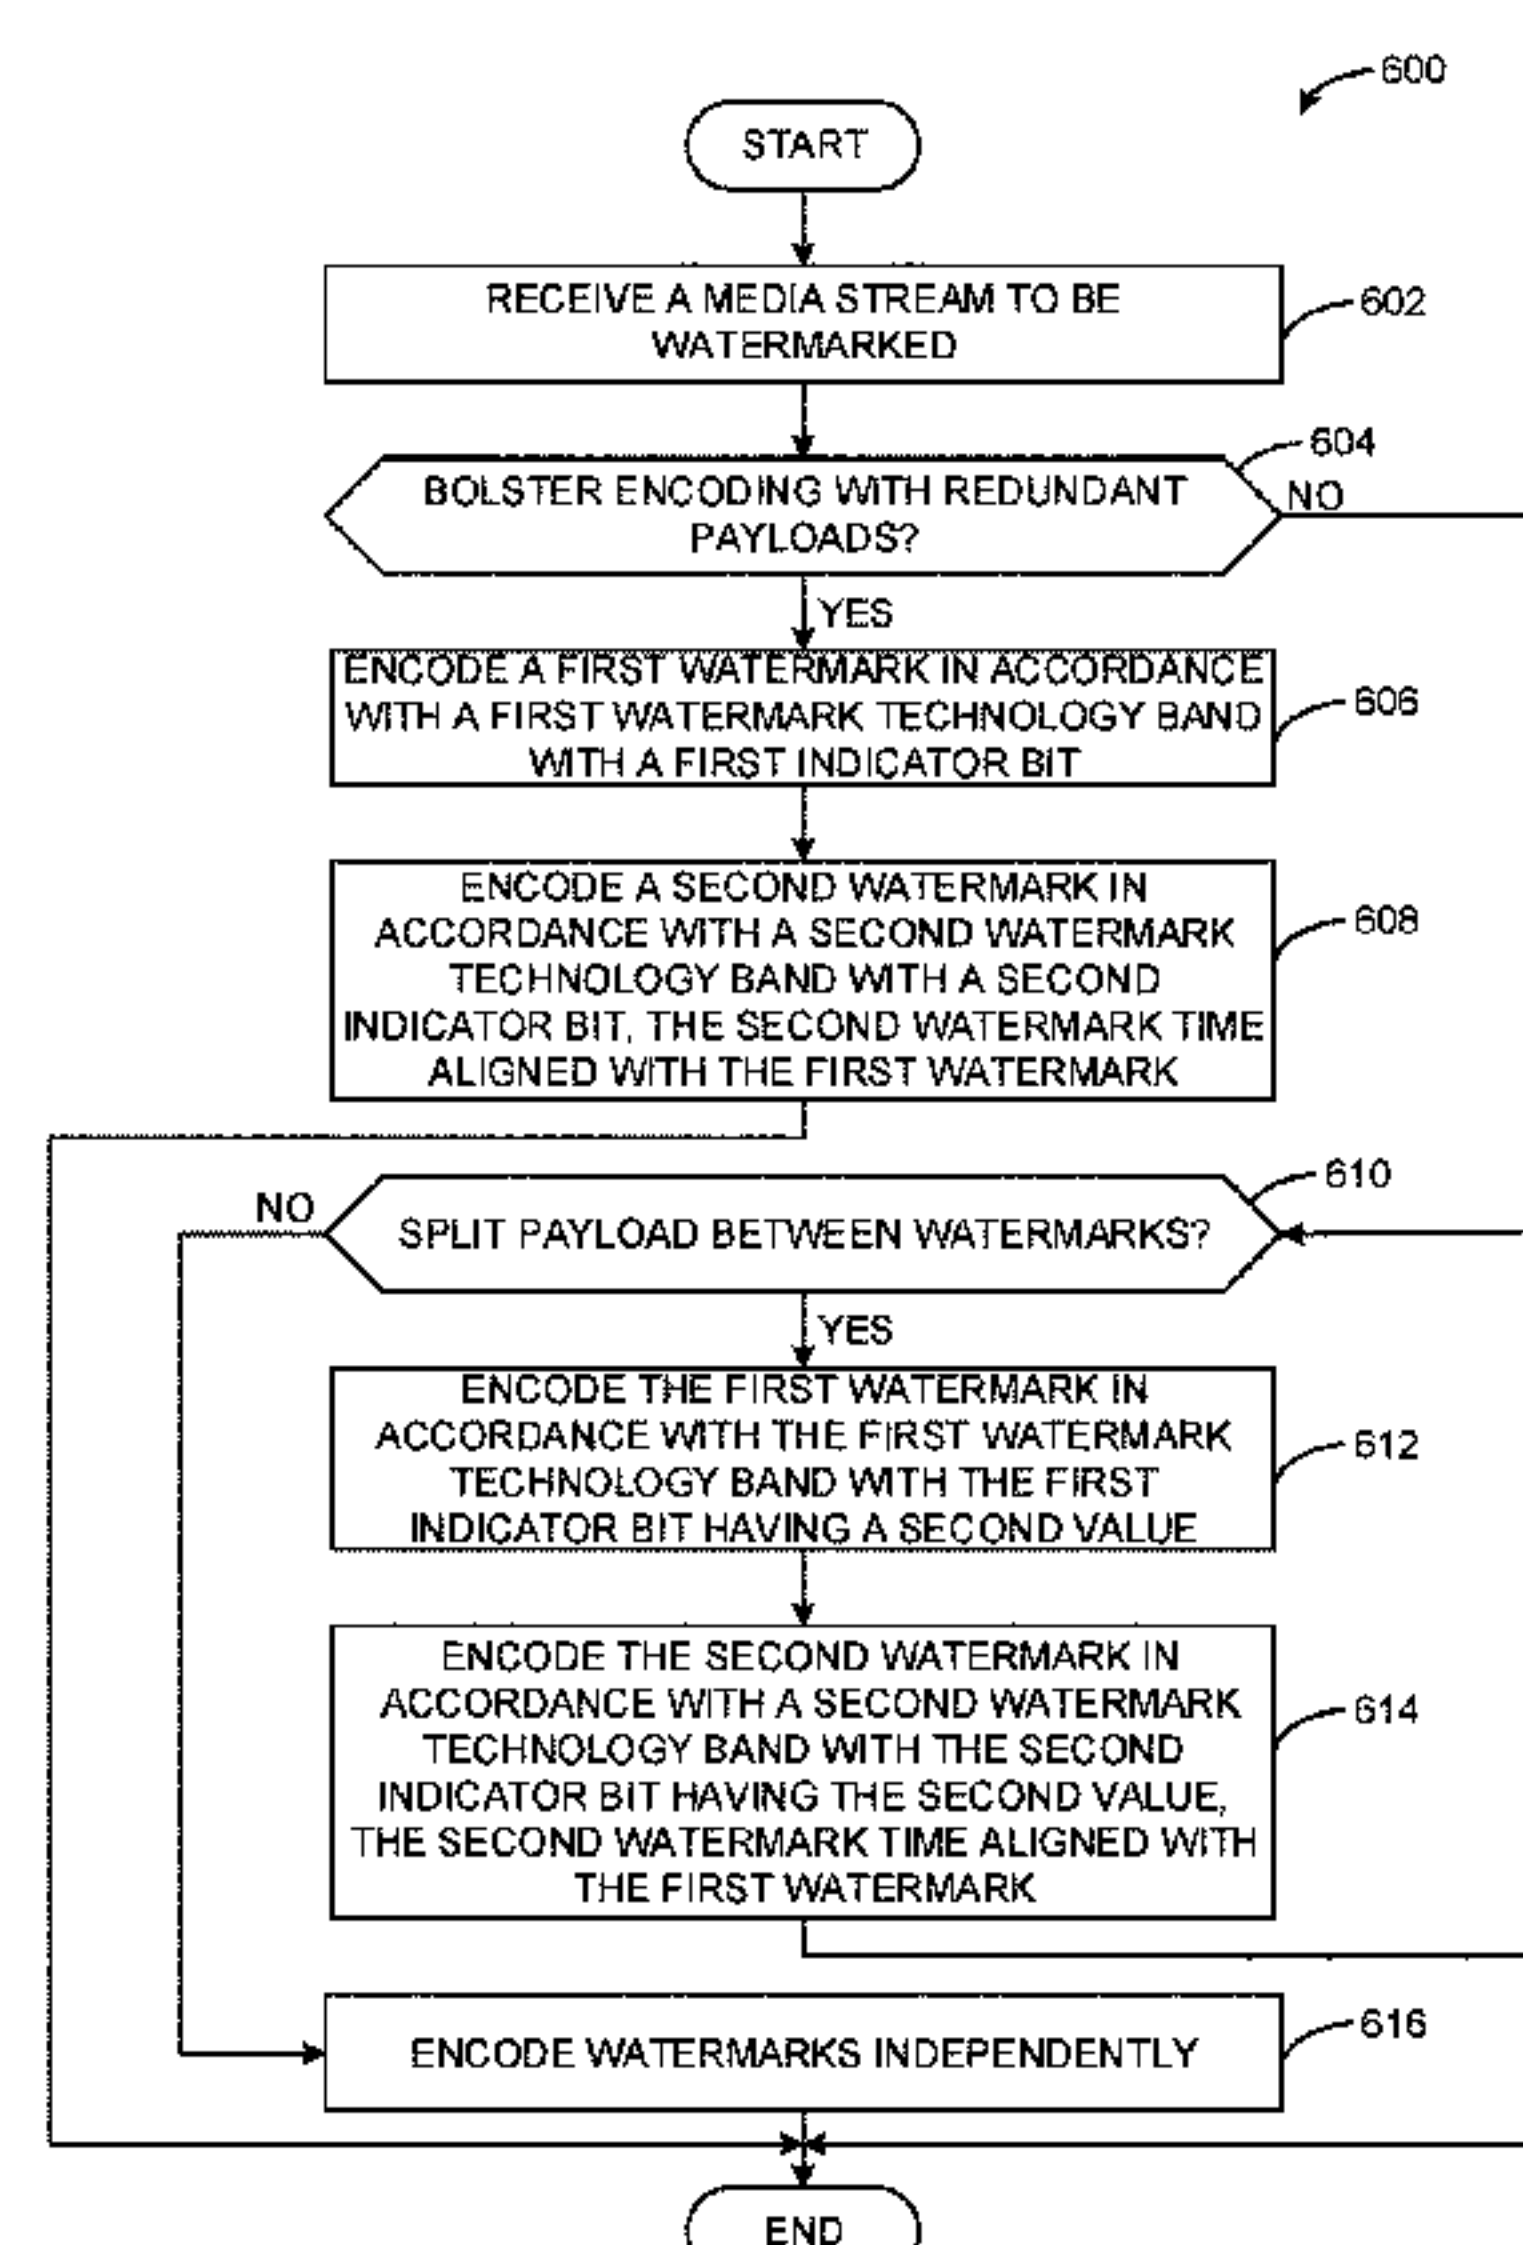 600
START
RECEIVE A MEDIA STREAM TO BE
WATERMARKED
602
604
BOLSTER ENCODING WITH REDUNDANT
PAYLOADS?
NO
YES
ENCODE A FIRST WATERMARK IN ACCORDANCE
WITH A FIRST WATERMARK TECHNOLOGY BAND
WITH A FIRST INDICATOR BIT
606
ENCODE A SECOND WATERMARK IN
ACCORDANCE WITH A SECOND WATERMARK
TECHNOLOGY BAND WITH A SECOND
INDICATOR BIT, THE SECOND WATERMARK TIME
ALIGNED WITH THE FIRST WATERMARK
608
610
NO
SPLIT PAYLOAD BETWEEN WATERMARKS?
YES
ENCODE THE FIRST WATERMARK IN
ACCORDANCE WITH THE FIRST WATERMARK
TECHNOLOGY BAND WITH THE FIRST
INDICATOR BIT HAVING A SECOND VALUE
612
ENCODE THE SECOND WATERMARK IN
ACCORDANCE WITH A SECOND WATERMARK
TECHNOLOGY BAND WITH THE SECOND
INDICATOR BIT HAVING THE SECOND VALUE,
THE SECOND WATERMARK TIME ALIGNED WITH
THE FIRST WATERMARK
614
ENCODE WATERMARKS INDEPENDENTLY
616
END